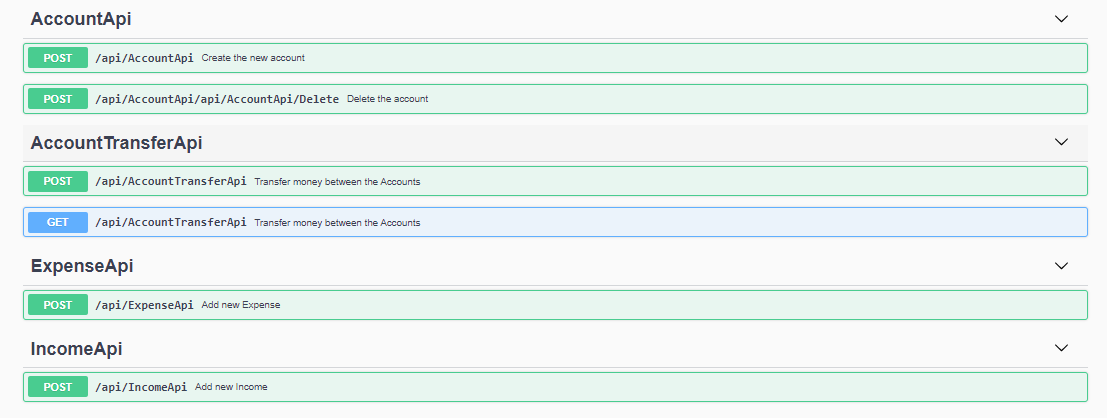 AccountApi
POST /api/AccountApi Create the new account
POST /api/AccountApi/api/AccountApi/Delete Delete the account
AccountTransferApi
POST /api/AccountTransferApi Transfer money between the Accounts
GET /api/AccountTransferApi Transfer money between the Accounts
ExpenseApi
POST /api/ExpenseApi Add new Expense
IncomeApi
POST /api/IncomeApi Add new Income